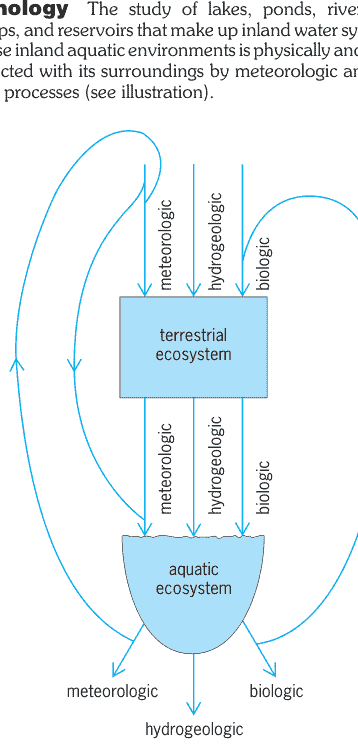 nology The study of lakes, ponds, rive
ps, and reservoirs that make up inland water sy
se inland aquatic environments is physically and
cted with its surroundings by meteorologic a
processes (see illustration).
meteorologic
hydrogeologic
biologic
terrestrial
ecosystem
meteorologic
hydrogeologic
biologic
aquatic
ecosystem
meteorologic
biologic
hydrogeologic